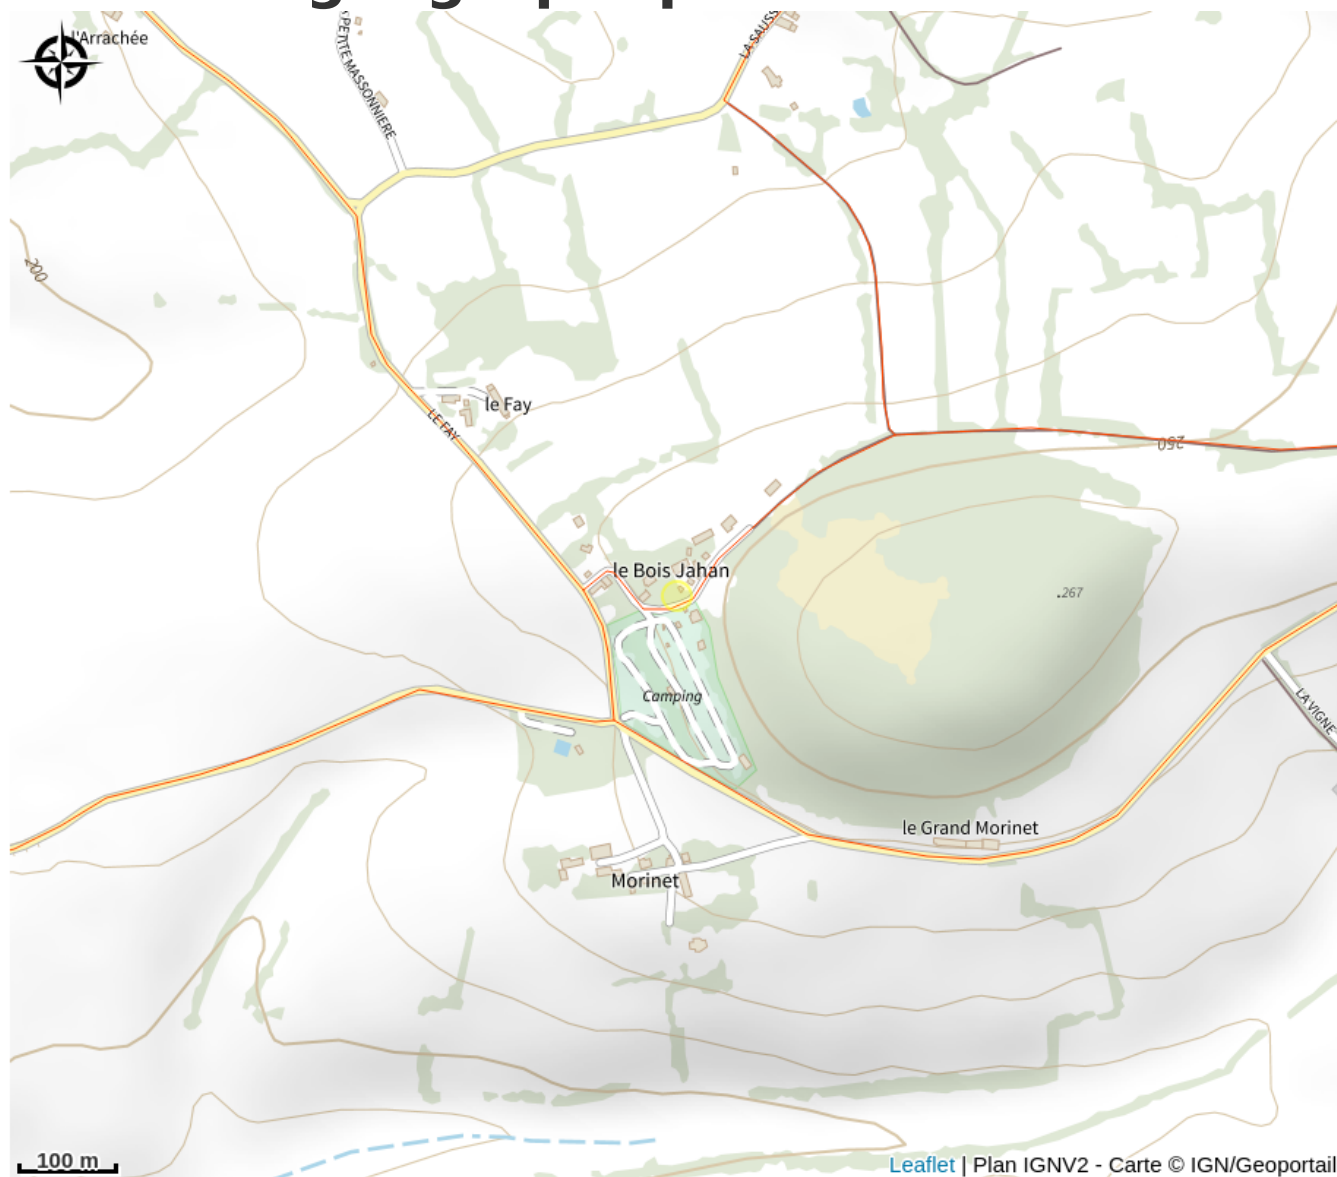 l'Arrachée
PETITE MASSONNIERE
LA SAUSS
200
le Fay
LE FAY
250
le Bois Jahan
267
Camping
LA VIGNE
le Grand Morinet
Morinet
100 m
Leaflet | Plan IGNV2 - Carte © IGN/Geoportail